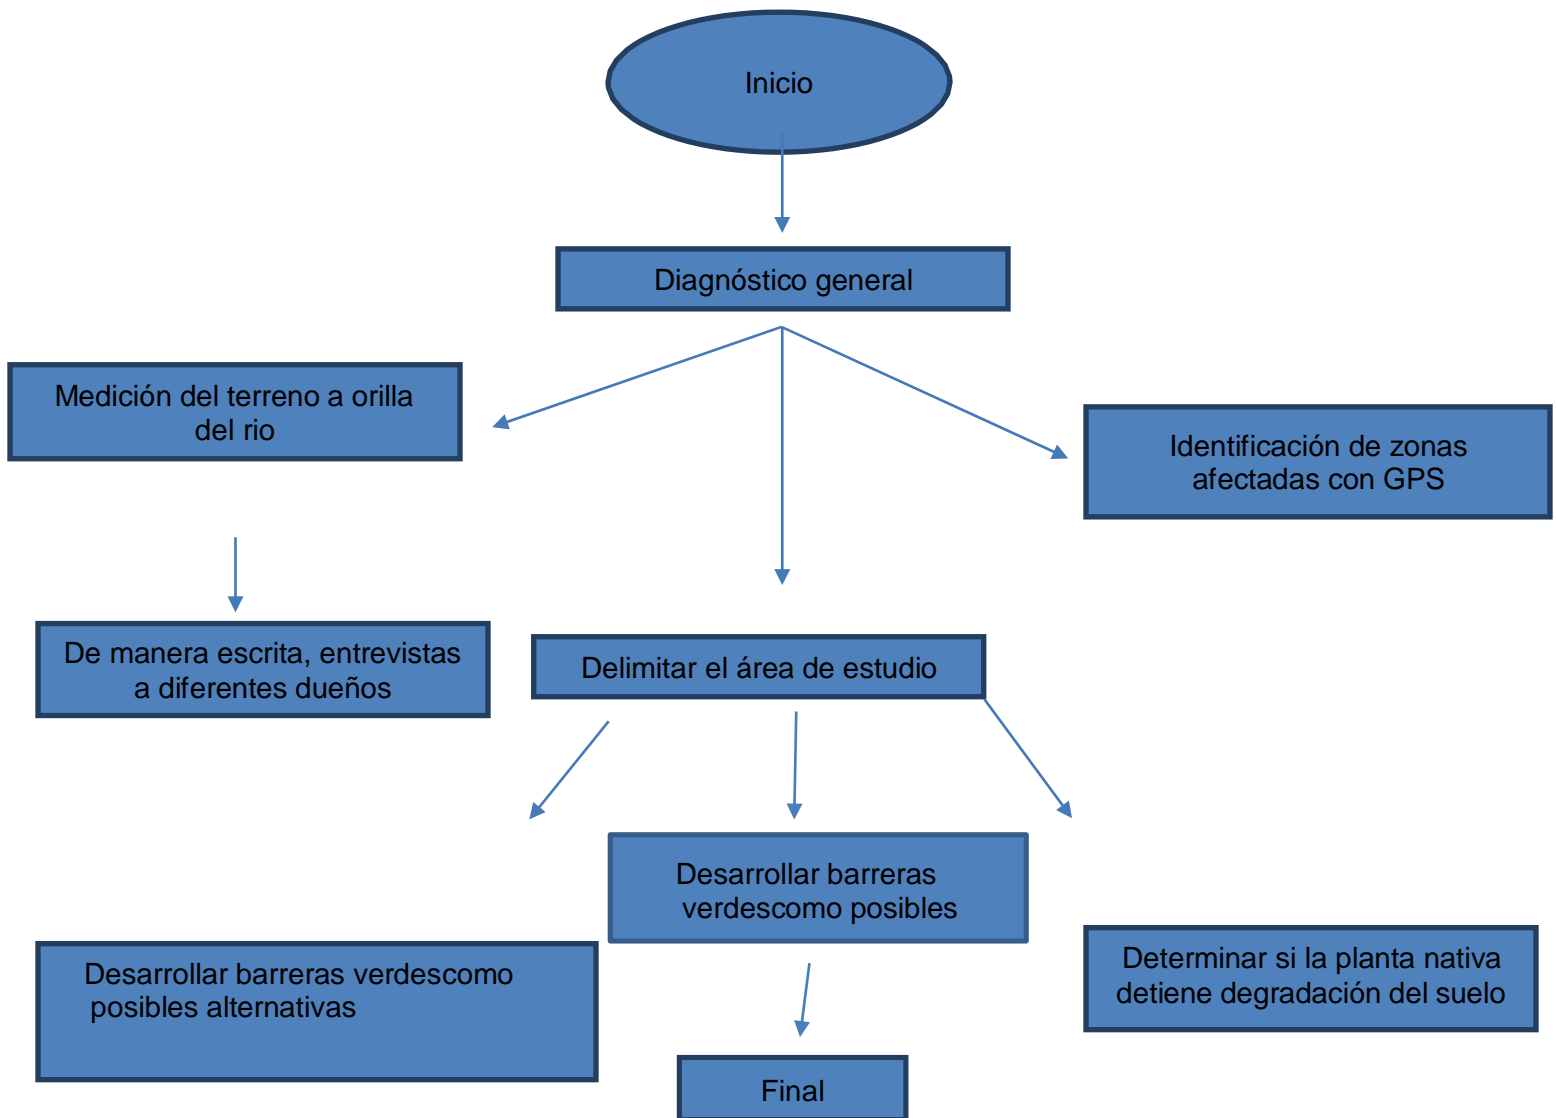 Inicio
Diagnóstico general
Medición del terreno a orilla
del rio
Identificación de zonas
afectadas con GPS
De manera escrita, entrevistas
a diferentes dueños
Delimitar el área de estudio
Desarrollar barreras
verdescomo posibles
Desarrollar barreras verdescomo
posibles alternativas
Determinar si la planta nativa
detiene degradación del suelo
Final